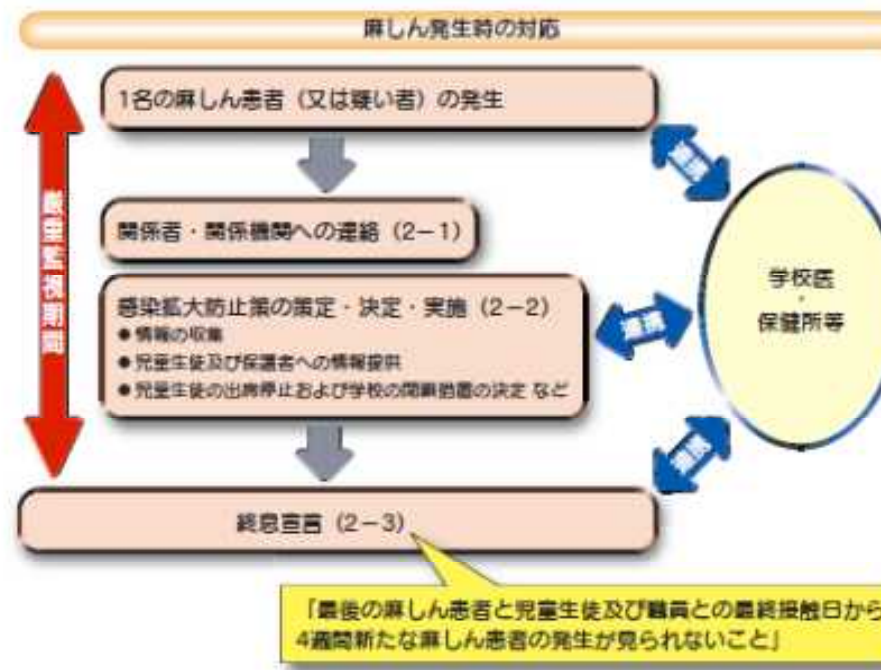 麻しん発生時の対応
1名の麻しん患者（又は疑い者）の発生
連携
厳重監視期間
関係者・関係機関への連絡（2－1）
感染拡大防止策の策定・決定・実施（2－2）
●情報の収集
●児童生徒及び保護者への情報提供
●児童生徒の出席停止および学校の閉鎖措置の決定 など
連携
学校医
・
保健所等
連携
終息宣言（2－3）
「最後の麻しん患者と児童生徒及び職員との最終接触日から
4週間新たな麻しん患者の発生が見られないこと」